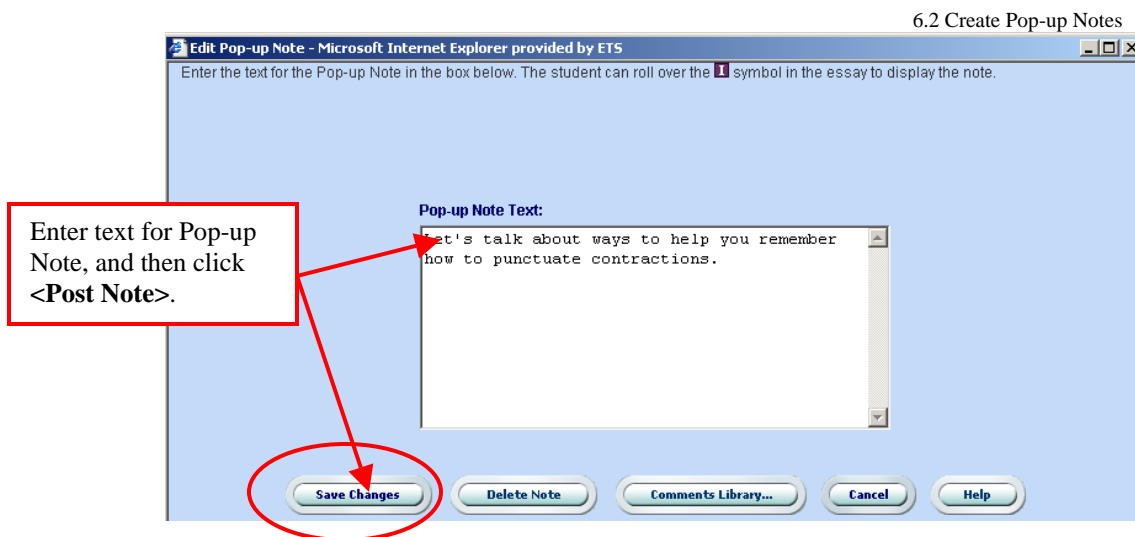 6.2 Create Pop-up Notes
Edit Pop-up Note - Microsoft Internet Explorer provided by ETS
Enter the text for the Pop-up Note in the box below. The student can roll over the I symbol in the essay to display the note.
Pop-up Note Text:
Enter text for Pop-up
Note, and then click
<Post Note>.
Let's talk about ways to help you remember
how to punctuate contractions.
Save Changes Delete Note Comments Library... Cancel Help